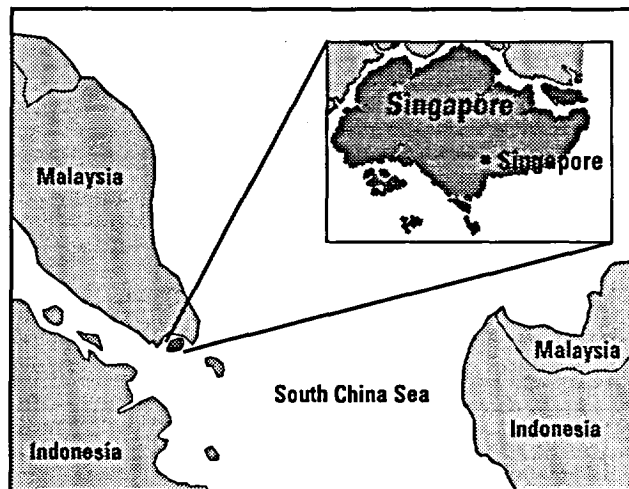 Singapore
Singapore
Malaysia
Malaysia
South China Sea
Indonesia
Indonesia